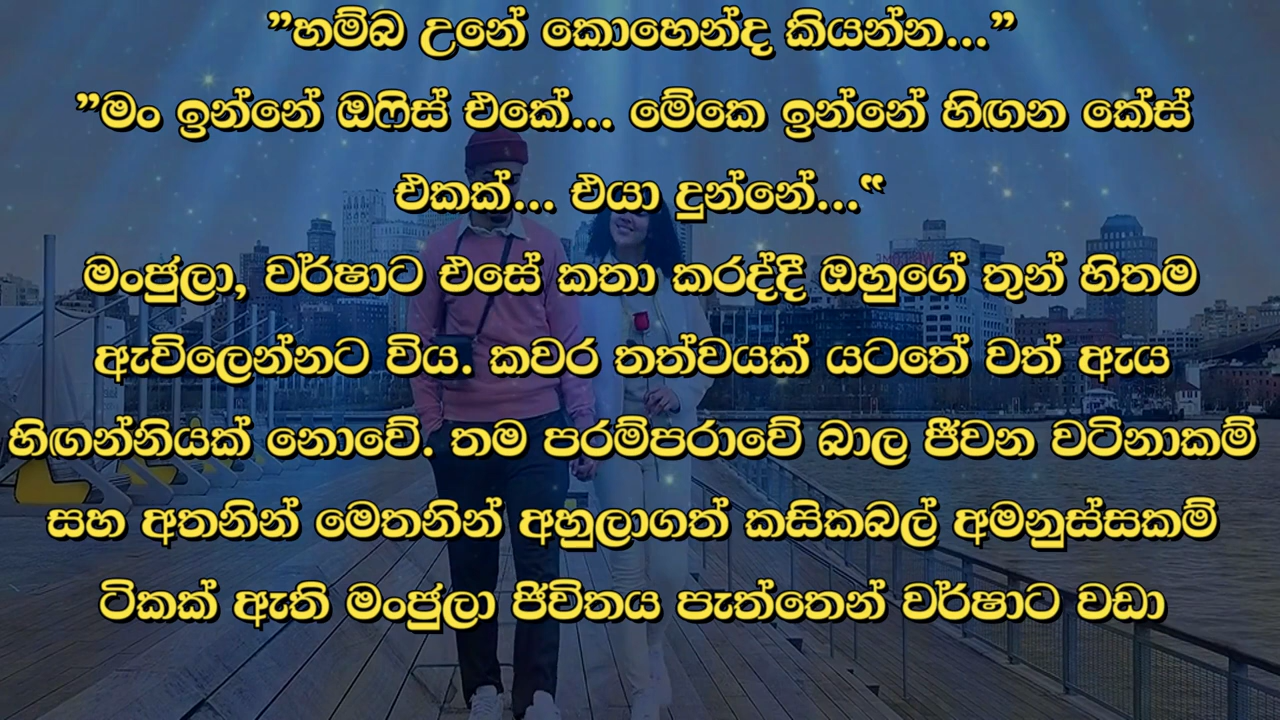 ”හම්බ උනේ කොහෙන්ද කියන්න...”
”මං ඉන්නේ ඔෆිස් එකේ... මේකෙ ඉන්නේ හිඟන කේස්
එකක්... එයා දුන්නේ...“
මංජුලා, වර්ෂාට එසේ කතා කරද්දී ඔහුගේ තුන් හිතම
ඇවිලෙන්නට විය. කවර තත්වයක් යටතේ වත් ඇය
හිඟන්නියක් නොවේ. තම පරම්පරාවේ බාල ජීවන වටිනාකම්
සහ අතනින් මෙතනින් අහුලාගත් කසිකබල් අමනුස්සකම්
ටිකක් ඇති මංජුලා ජිවිතය පැත්තෙන් වර්ෂාට වඩා